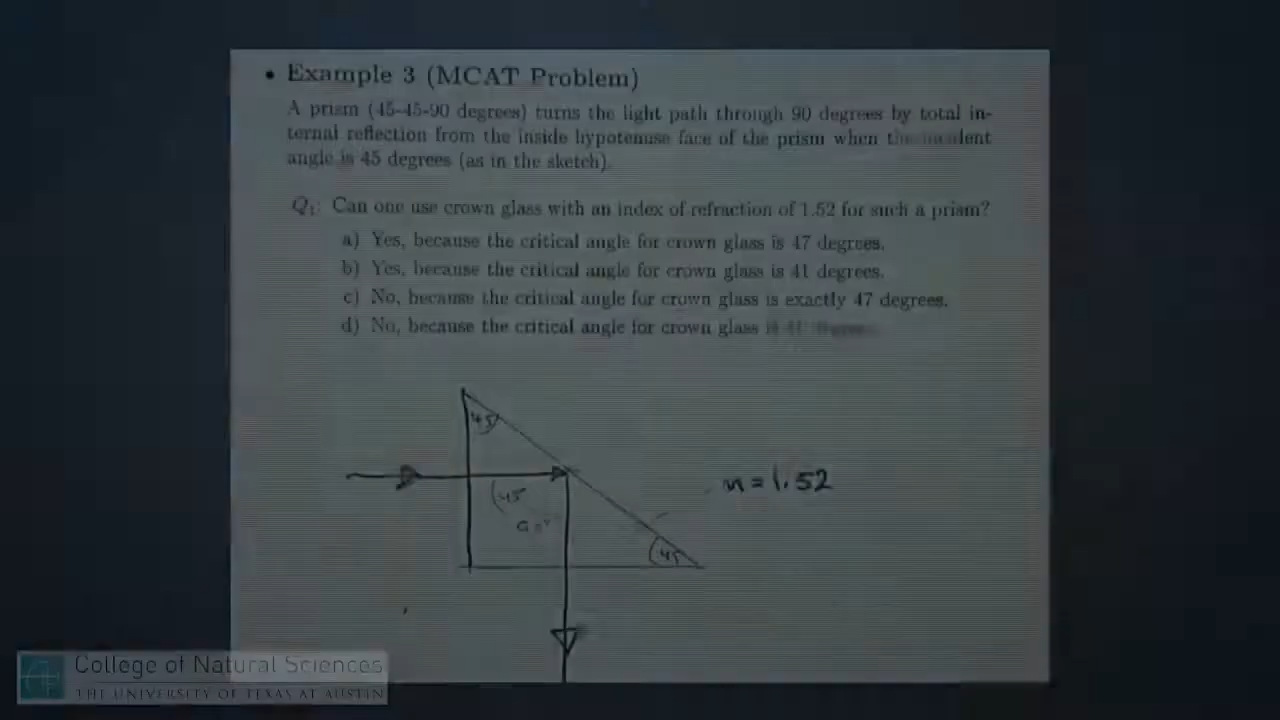 • Example 3 (MCAT Problem)
A prism (45-45-90 degrees) turns the light path through 90 degrees by total in-
ternal reflection from the inside hypotenuse face of the prism when the incident
angle is 45 degrees (as in the sketch).
Q1: Can one use crown glass with an index of refraction of 1.52 for such a prism?
a) Yes, because the critical angle for crown glass is 47 degrees.
b) Yes, because the critical angle for crown glass is 41 degrees.
c) No, because the critical angle for crown glass is exactly 47 degrees.
d) No, because the critical angle for crown glass is 41
45
45
n = 1.52
45
College of Natural Sciences
THE UNIVERSITY OF TEXAS AT AUSTIN